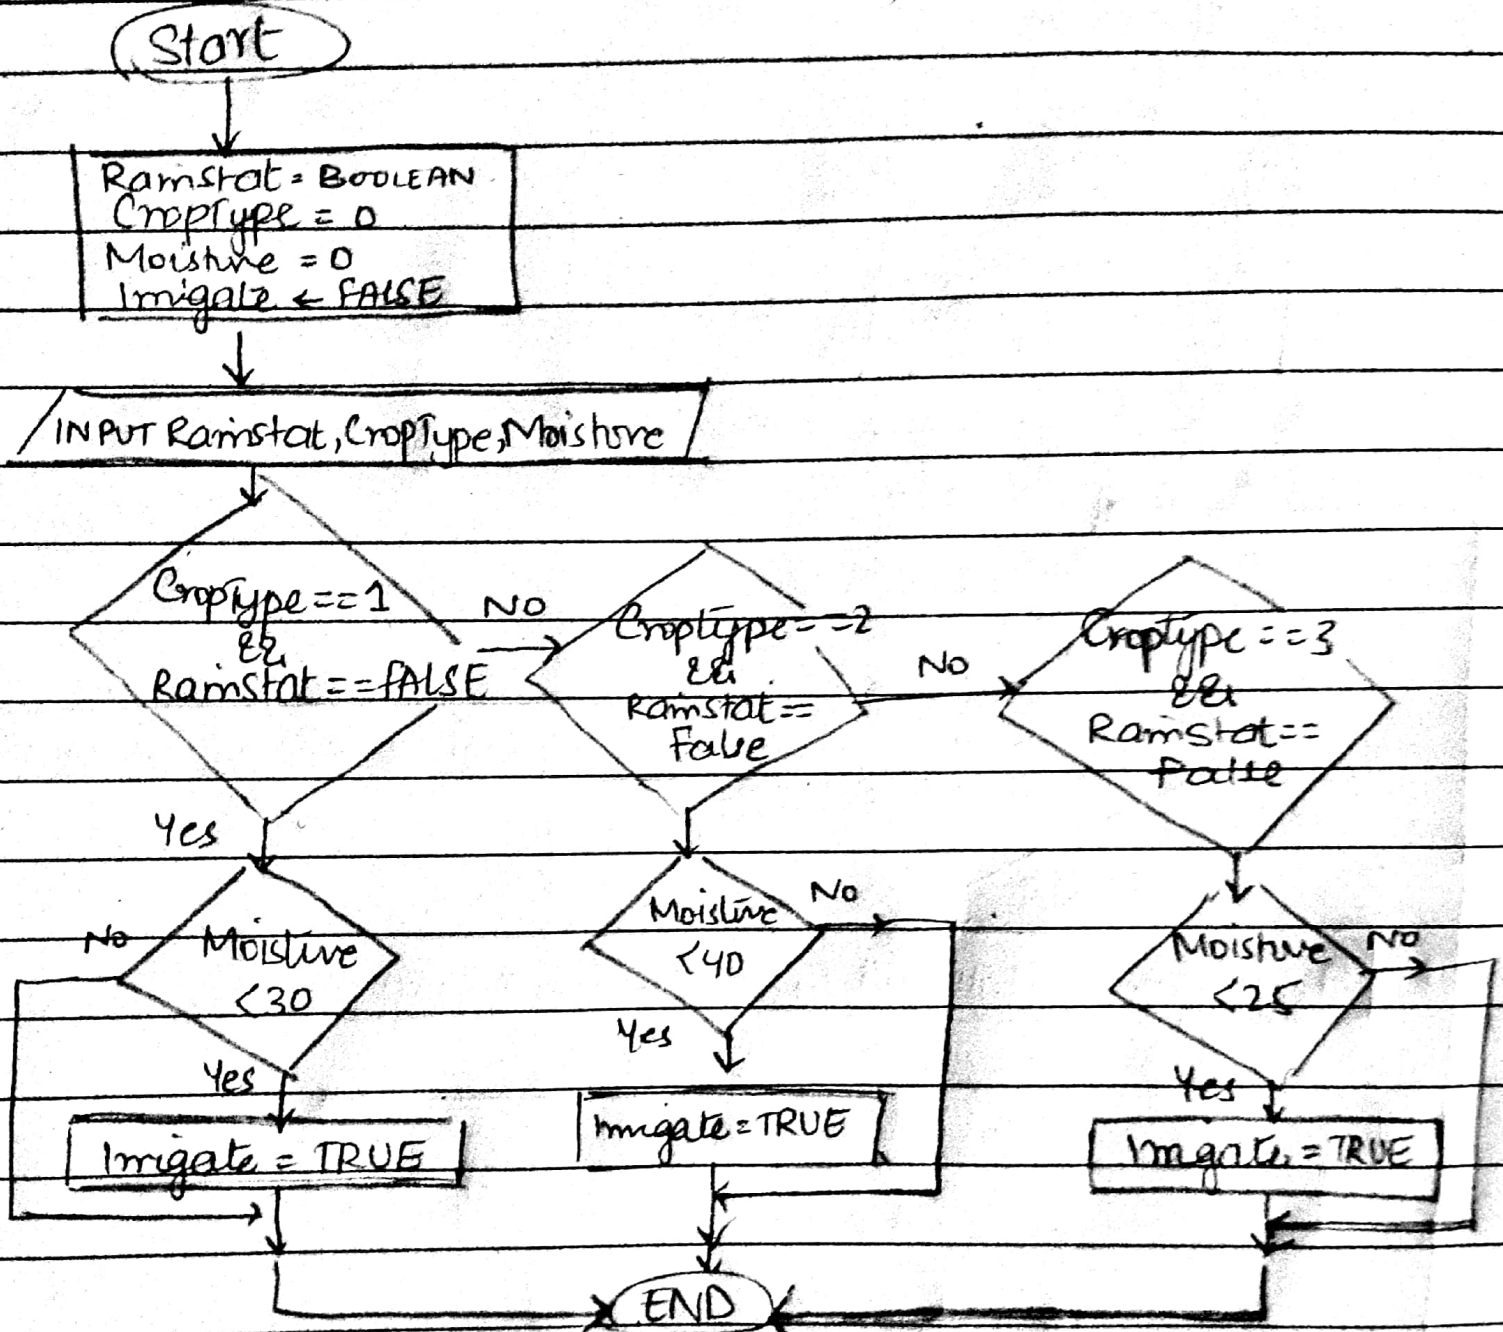 Start
Rainstat = BOOLEAN
CropType = 0
Moisture = 0
Irrigate ← FALSE
INPUT Rainstat, CropType, Moisture
CropType == 1
&&
RainStat == FALSE
NO
Croptype = =2
&&
Rainstat ==
False
No
Croptype == 3
&&
Rainstat ==
False
Yes
Moisture
<30
No
Yes
Irrigate = TRUE
Moisture
<40
No
Yes
Irrigate = TRUE
Moisture
<25
No
Yes
Irrigate = TRUE
END